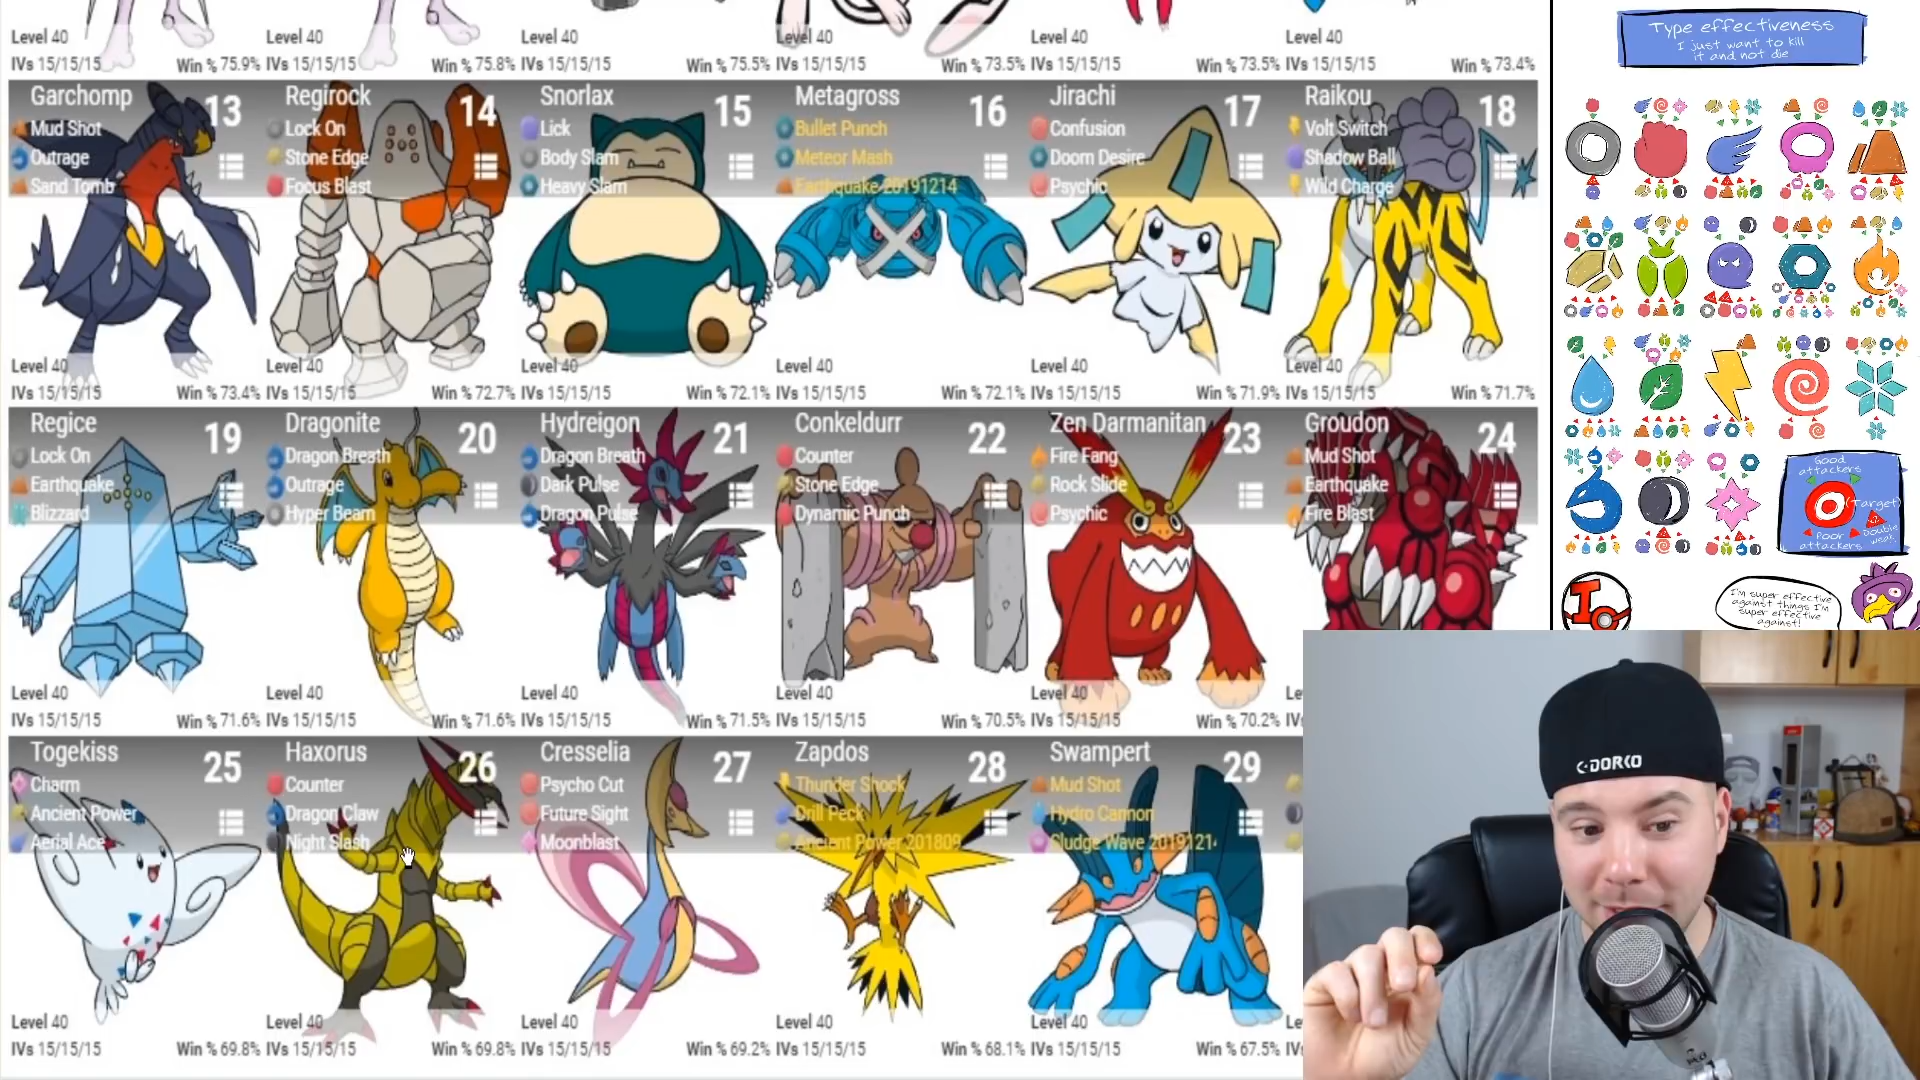 Level 40
IVs 15/15/15 Win % 75.9%
Level 40
IVs 15/15/15 Win % 75.8%
Level 40
IVs 15/15/15 Win % 75.5%
Level 40
IVs 15/15/15 Win % 73.5%
Level 40
IVs 15/15/15 Win % 73.5%
Level 40
IVs 15/15/15 Win % 73.4%
Garchomp 13
Mud Shot
Outrage
Sand Tomb
Level 40
IVs 15/15/15 Win % 73.4%
Regirock 14
Lock On
Stone Edge
Focus Blast
Level 40
IVs 15/15/15 Win % 72.7%
Snorlax 15
Lick
Body Slam
Heavy Slam
Level 40
IVs 15/15/15 Win % 72.1%
Metagross 16
Bullet Punch
Meteor Mash
Earthquake 20191214
Level 40
IVs 15/15/15 Win % 72.1%
Jirachi 17
Confusion
Doom Desire
Psychic
Level 40
IVs 15/15/15 Win % 71.9%
Raikou 18
Volt Switch
Shadow Ball
Wild Charge
Level 40
IVs 15/15/15 Win % 71.7%
Regice 19
Lock On
Earthquake
Blizzard
Level 40
IVs 15/15/15 Win % 71.6%
Dragonite 20
Dragon Breath
Outrage
Hyper Beam
Level 40
IVs 15/15/15 Win % 71.6%
Hydreigon 21
Dragon Breath
Dark Pulse
Dragon Pulse
Level 40
IVs 15/15/15 Win % 71.5%
Conkeldurr 22
Counter
Stone Edge
Dynamic Punch
Level 40
IVs 15/15/15 Win % 70.5%
Zen Darmanitan 23
Fire Fang
Rock Slide
Psychic
Level 40
IVs 15/15/15 Win % 70.2%
Groudon 24
Mud Shot
Earthquake
Fire Blast
Togekiss 25
Charm
Ancient Power
Aerial Ace
Level 40
IVs 15/15/15 Win % 69.8%
Haxorus 26
Counter
Dragon Claw
Night Slash
Level 40
IVs 15/15/15 Win % 69.8%
Cresselia 27
Psycho Cut
Future Sight
Moonblast
Level 40
IVs 15/15/15 Win % 69.2%
Zapdos 28
Thunder Shock
Drill Peck
Ancient Power 201809
Level 40
IVs 15/15/15 Win % 68.1%
Swampert 29
Mud Shot
Hydro Cannon
Sludge Wave 2019121
Level 40
IVs 15/15/15 Win % 67.5%
Type effectiveness
I just want to kill
it and not die
Good
attackers
(Target)
Poor
attackers
Double
weak
I'm super effective
against things I'm
super effective
against!
C-DORKO